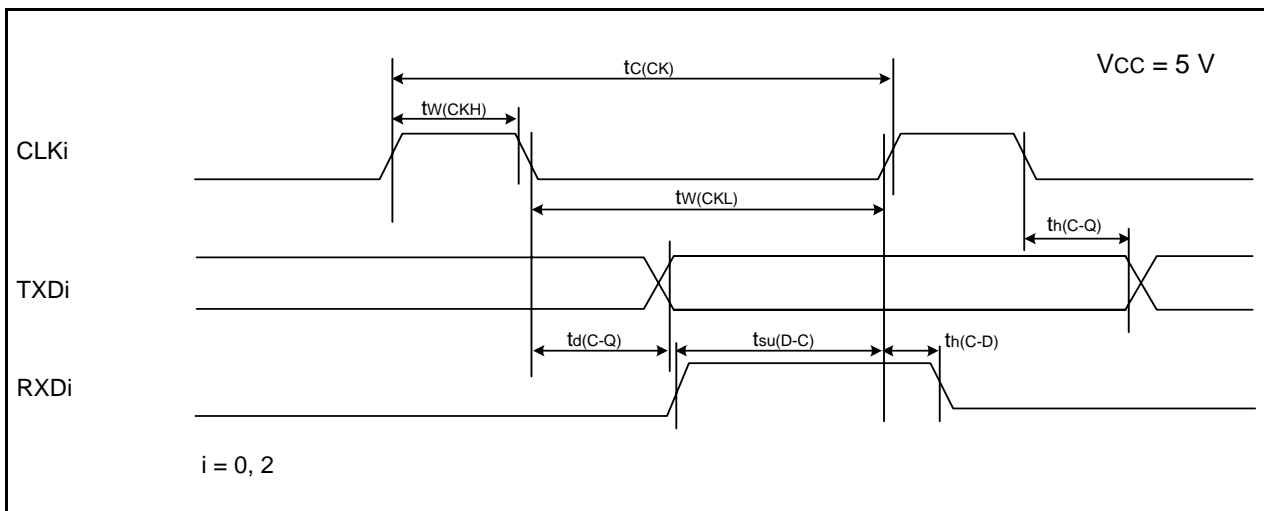 VCC = 5 V
tC(CK)
tW(CKH)
CLKi
tW(CKL)
th(C-Q)
TXDi
td(C-Q)
tsu(D-C)
th(C-D)
RXDi
i = 0, 2